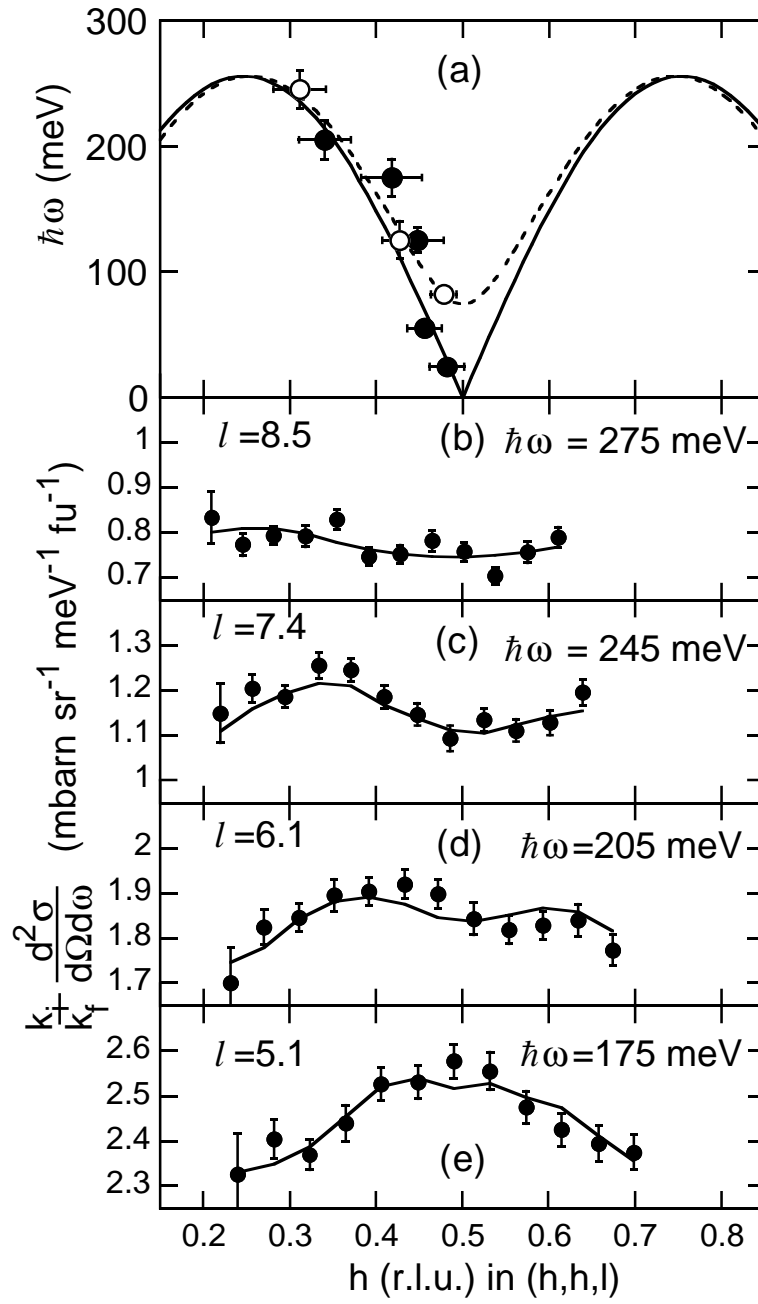 300
200
100
0
ħω (meV)
(a)
l =8.5
(b)
ħω = 275 meV
1
0.9
0.8
0.7
l =7.4
(c)
ħω = 245 meV
1.3
1.2
1.1
1
l =6.1
(d)
ħω=205 meV
2
1.9
1.8
1.7
l =5.1
ħω=175 meV
(e)
2.6
2.5
2.4
2.3
k_i/k_f d²σ/dΩdω (mbarn sr⁻¹ meV⁻¹ fu⁻¹)
0.2 0.3 0.4 0.5 0.6 0.7 0.8
h (r.l.u.) in (h,h,l)